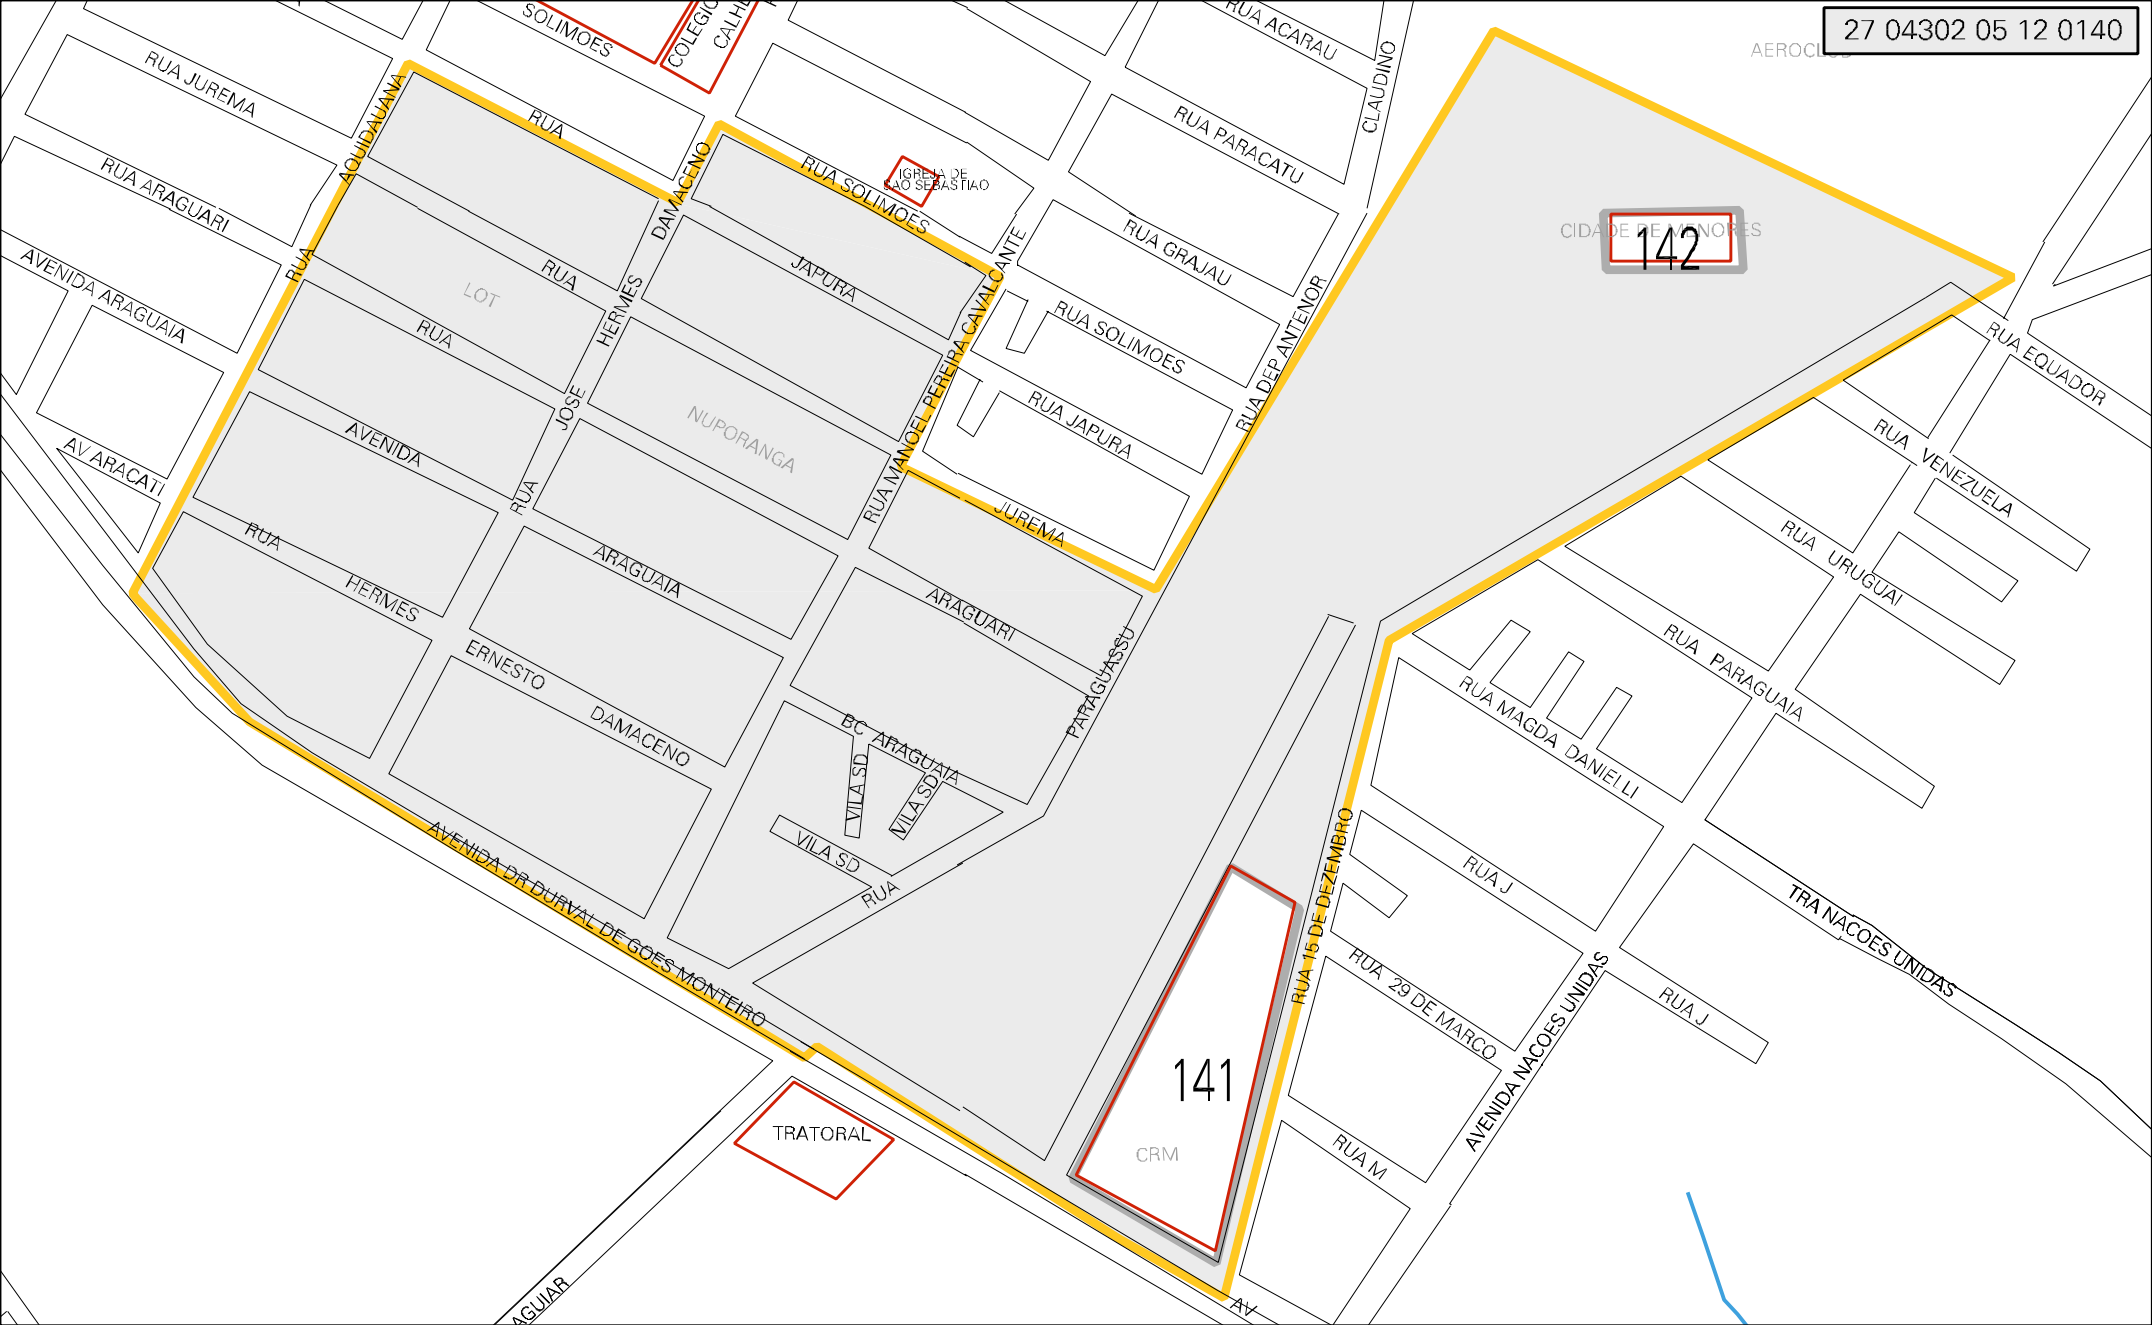 27 04302 05 12 0140
AEROCLUB
RUA ACARAU
SOLIMOES
COLEGIO
CLAUDINO
RUA JUREMA
AQUIDAUANA
RUA
RUA PARACATU
RUA SOLIMOES
IGREJA DE
SAO SEBASTIAO
DAMACENO
RUA ARAGUARI
CIDADE DE MENORES
142
RUA GRAJAU
AVENIDA ARAGUAIA
RUA
RUA
JAPURA
LOT
RUA
HERMES
RUA MANOEL PEREIRA CAVALCANTE
RUA SOLIMOES
RUA DEP ANTENOR
RUA EQUADOR
JOSE
NUPORANGA
RUA JAPURA
AVENIDA
AV ARACATI
RUA VENEZUELA
RUA
JUREMA
RUA
HERMES
ARAGUAIA
RUA URUGUAI
ARAGUARI
ERNESTO
DAMACENO
PARAGUASSU
RUA PARAGUAIA
RUA MAGDA DANIELLI
BC ARAGUAIA
VILA SD
VILA SD
VILA SD
RUA
AVENIDA DR DURVAL DE GOES MONTEIRO
RUA 15 DE DEZEMBRO
RUA J
TRA NACOES UNIDAS
RUA 29 DE MARCO
RUA J
AVENIDA NACOES UNIDAS
141
CRM
RUA M
TRATORAL
AGUIAR
AV